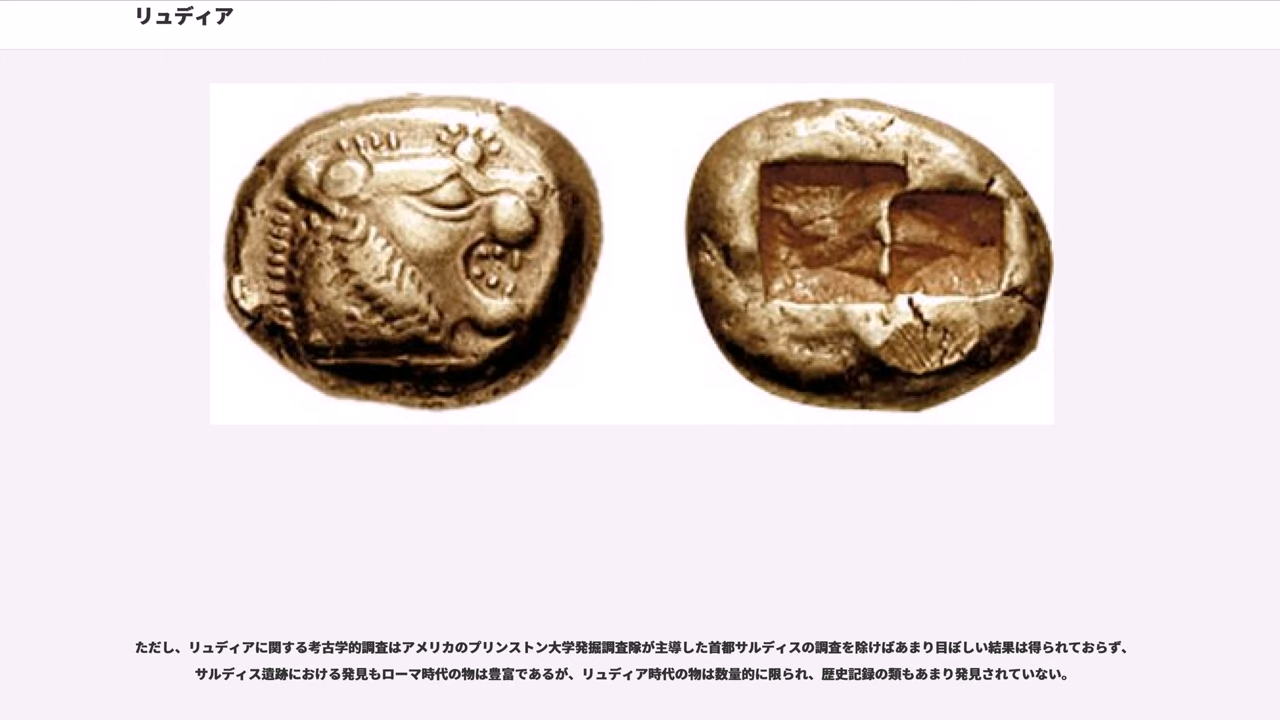 リュディア
ただし、リュディアに関する考古学的調査はアメリカのプリンストン大学発掘調査隊が主導した首都サルディスの調査を除けばあまり目ぼしい結果は得られておらず、
サルディス遺跡における発見もローマ時代の物は豊富であるが、リュディア時代の物は数量的に限られ、歴史記録の類もあまり発見されていない。